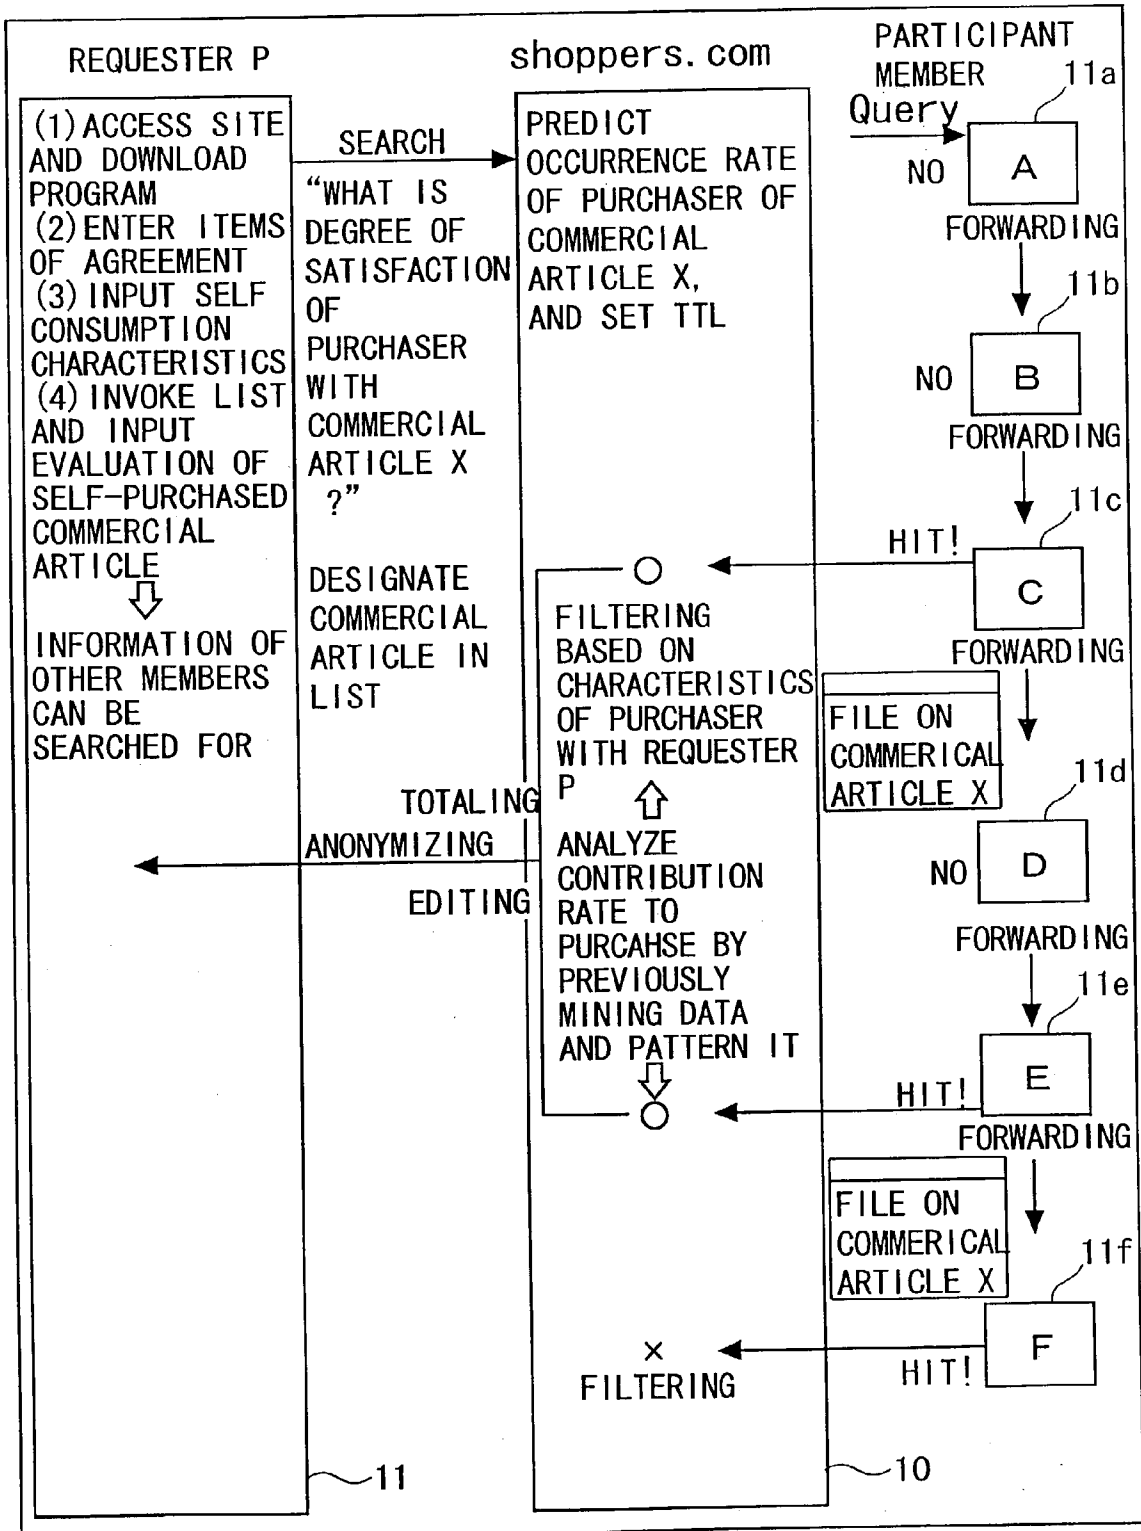 REQUESTER P
(1) ACCESS SITE
AND DOWNLOAD
PROGRAM
(2) ENTER ITEMS
OF AGREEMENT
(3) INPUT SELF
CONSUMPTION
CHARACTERISTICS
(4) INVOKE LIST
AND INPUT
EVALUATION OF
SELF-PURCHASED
COMMERCIAL
ARTICLE
INFORMATION OF
OTHER MEMBERS
CAN BE
SEARCHED FOR
11
SEARCH
“WHAT IS
DEGREE OF
SATISFACTION
OF
PURCHASER
WITH
COMMERCIAL
ARTICLE X
?”
DESIGNATE
COMMERCIAL
ARTICLE IN
LIST
TOTALING
ANONYMIZING
EDITING
shoppers.com
PREDICT
OCCURRENCE RATE
OF PURCHASER OF
COMMERCIAL
ARTICLE X,
AND SET TTL
FILTERING
BASED ON
CHARACTERISTICS
OF PURCHASER
WITH REQUESTER
P
ANALYZE
CONTRIBUTION
RATE TO
PURCAHSE BY
PREVIOUSLY
MINING DATA
AND PATTERN IT
×
FILTERING
10
PARTICIPANT
MEMBER
11a
Query
NO
A
FORWARDING
11b
NO
B
FORWARDING
11c
HIT!
C
FORWARDING
FILE ON
COMMERICAL
ARTICLE X
11d
NO
D
FORWARDING
11e
HIT!
E
FORWARDING
FILE ON
COMMERICAL
ARTICLE X
11f
HIT!
F